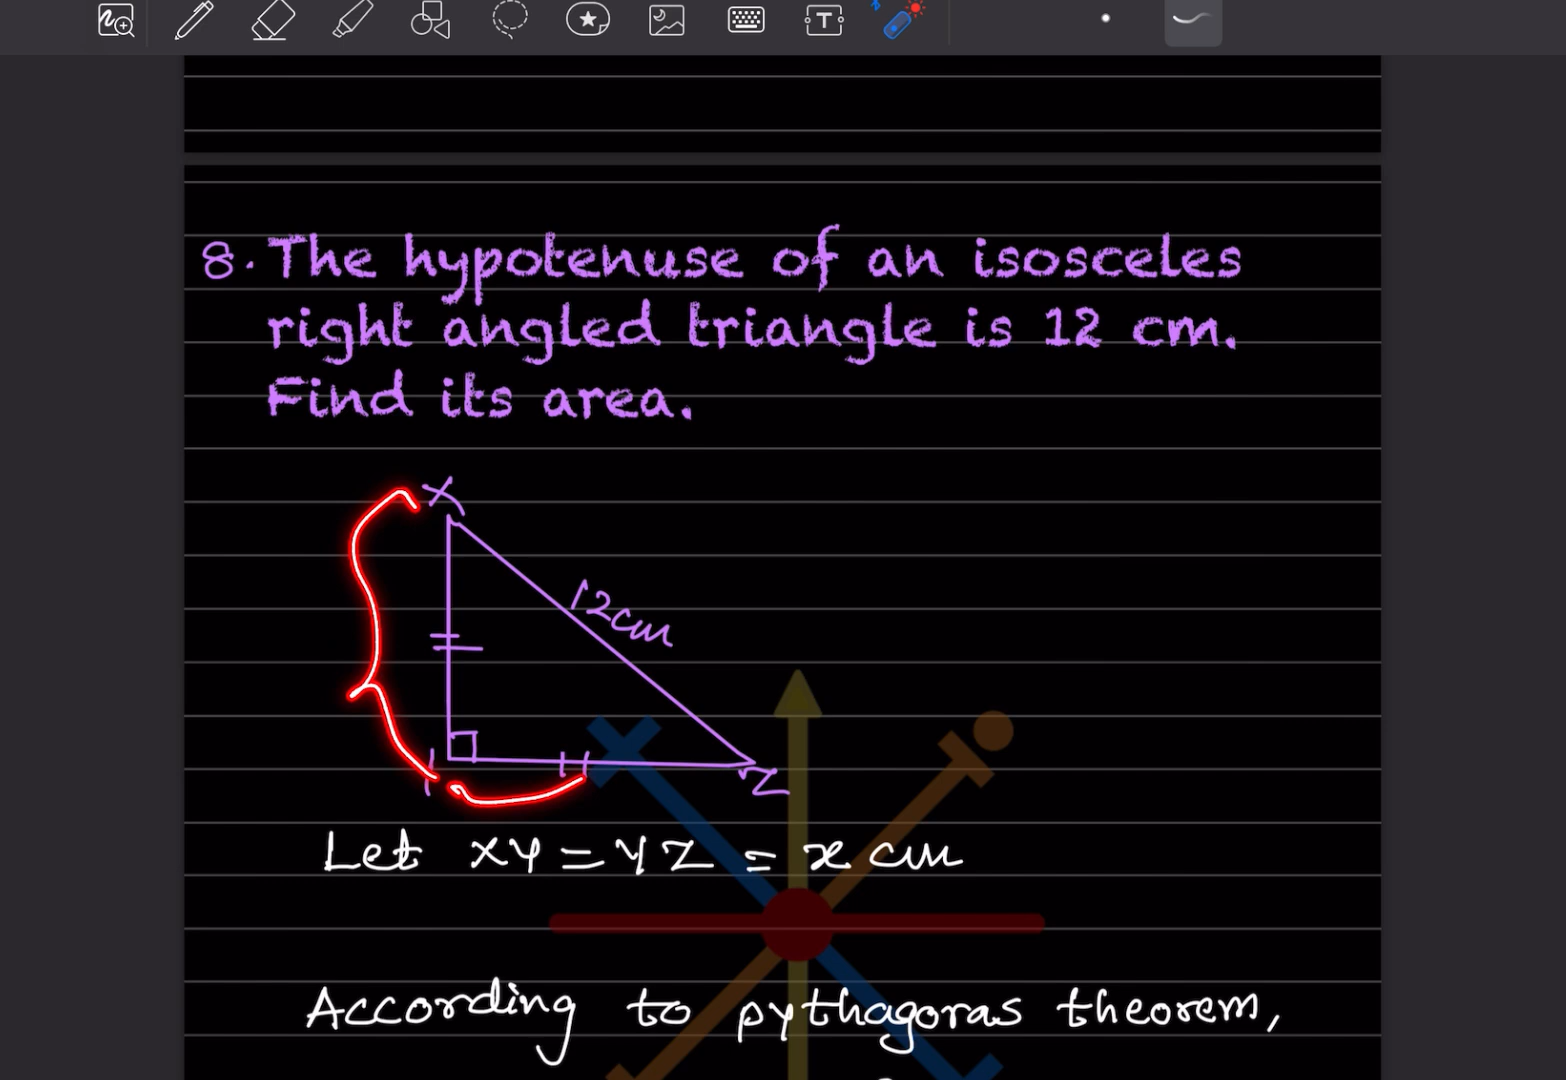 8. The hypotenuse of an isosceles
right angled triangle is 12 cm.
Find its area.
X
12cm
Z
Let XY = YZ = x cm
According to pythagoras theorem,